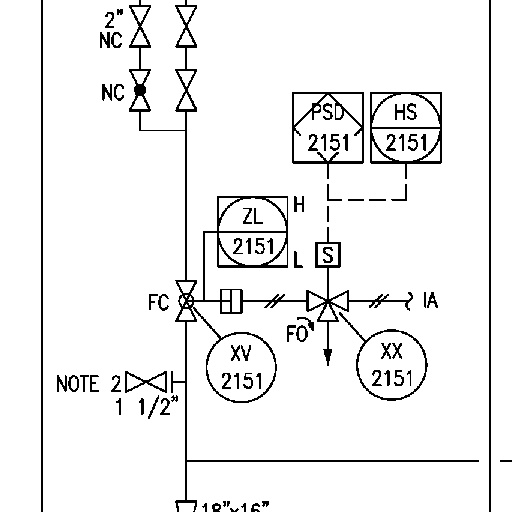 2"
NC
NC
PSD
2151
HS
2151
ZL
2151
H
L
S
FC
IA
FO
XV
2151
XX
2151
NOTE 2
1 1/2"
18"x16"